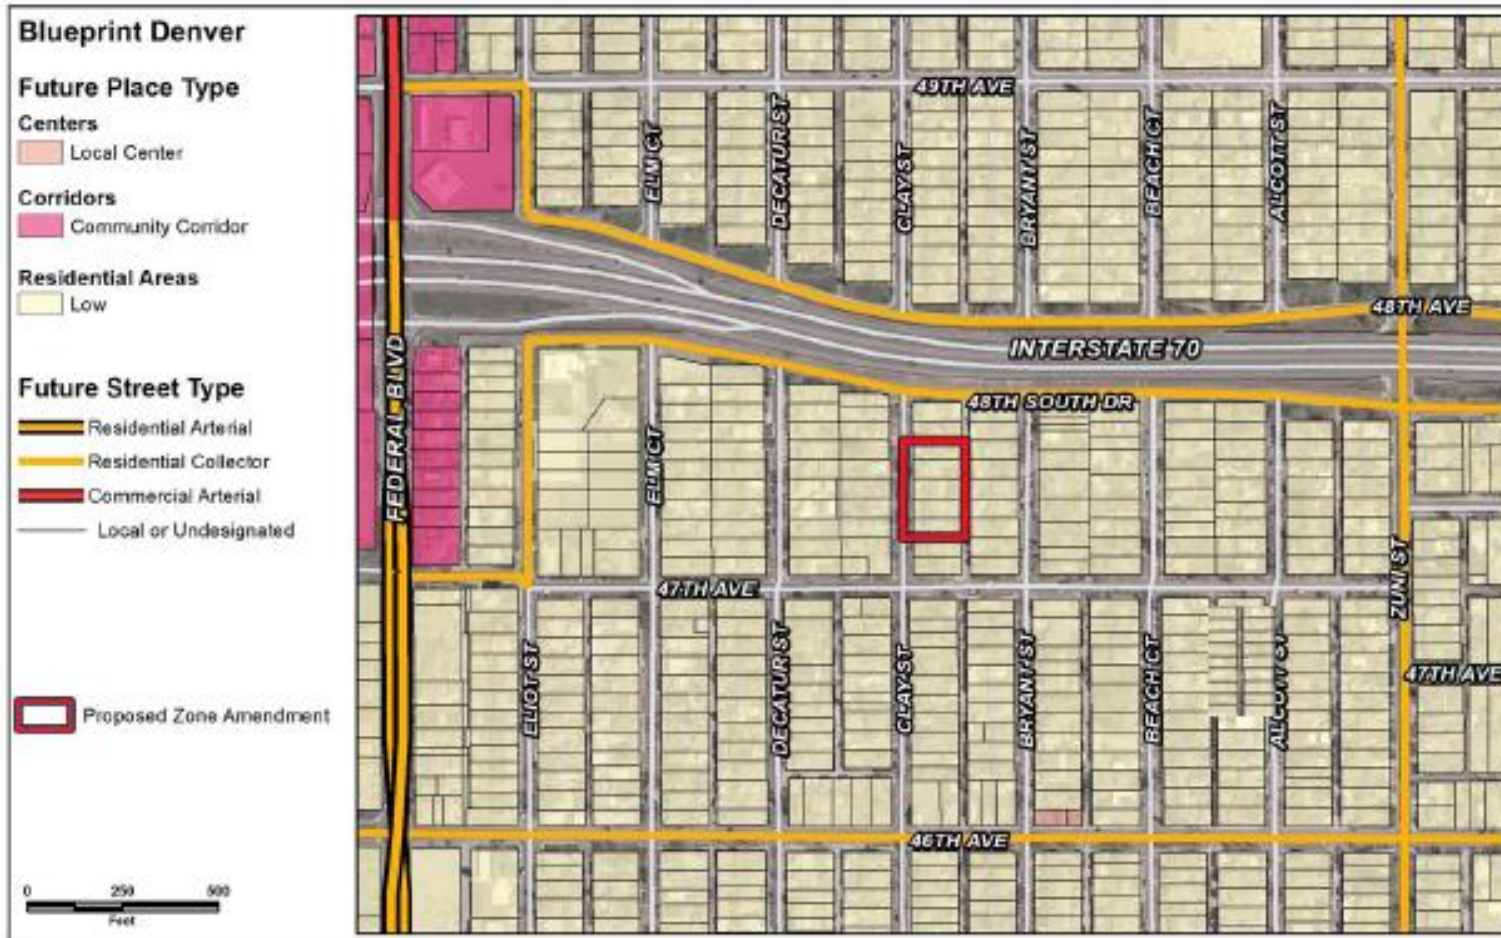 Blueprint Denver
Future Place Type
Centers
Local Center
Corridors
Community Corridor
Residential Areas
Low
Future Street Type
Residential Arterial
Residential Collector
Commercial Arterial
Local or Undesignated
Proposed Zone Amendment
0 250 500
Feet
49TH AVE
ELM CT
DECATUR ST
CLAY ST
BRYANT ST
BEACH CT
ALCOTT ST
48TH AVE
INTERSTATE 70
FEDERAL BLVD
48TH SOUTH DR
ELM CT
47TH AVE
ZUNI ST
ELIOT ST
DECATUR ST
CLAY ST
BRYANT ST
BEACH CT
47TH AVE
46TH AVE